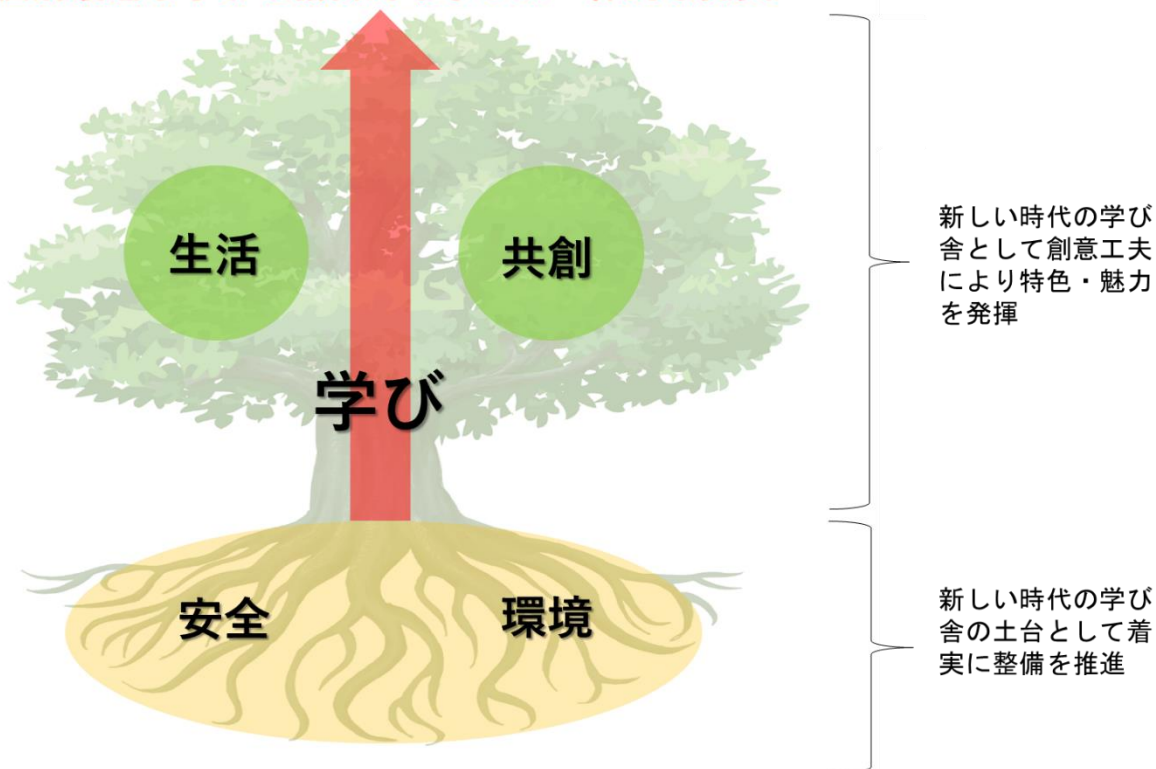 生活
共創
学び
安全
環境
新しい時代の学び
舎として創意工夫
により特色・魅力
を発揮
新しい時代の学び
舎の土台として着
実に整備を推進